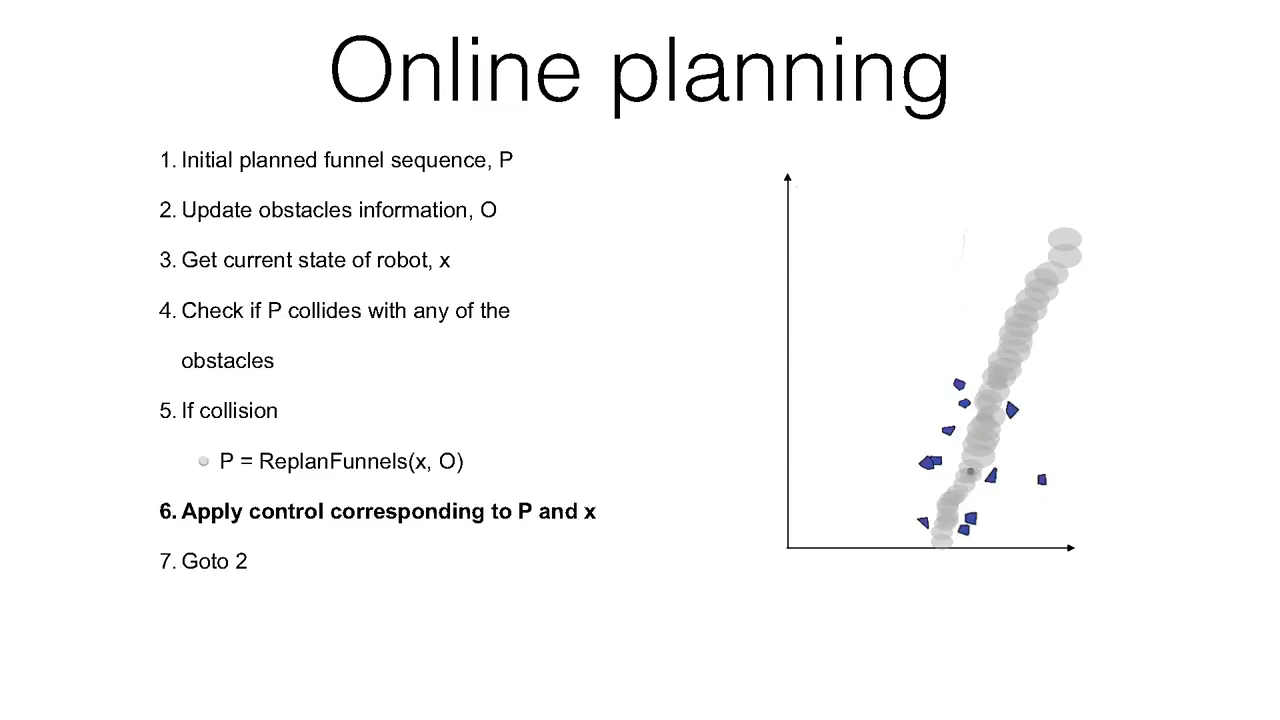 Online planning
1. Initial planned funnel sequence, P
2. Update obstacles information, O
3. Get current state of robot, x
4. Check if P collides with any of the
obstacles
5. If collision
P = ReplanFunnels(x, O)
6. Apply control corresponding to P and x
7. Goto 2